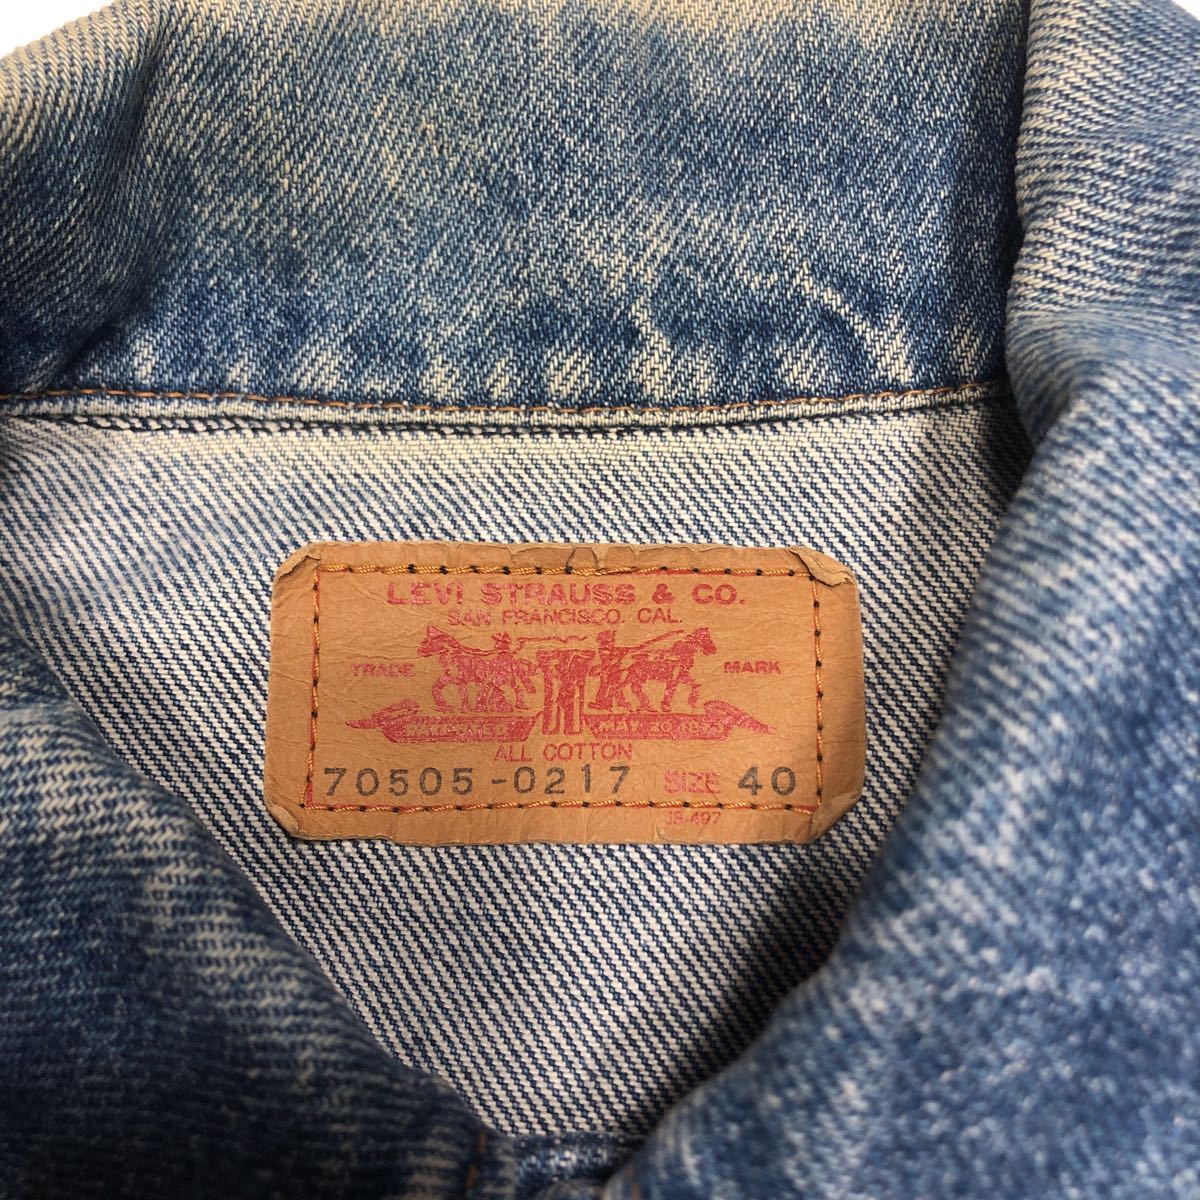 LEVI STRAUSS & CO.
SAN FRANCISCO. CAL.
TRADE MARK
ALL COTTON
70505-0217 SIZE 40
JS-497